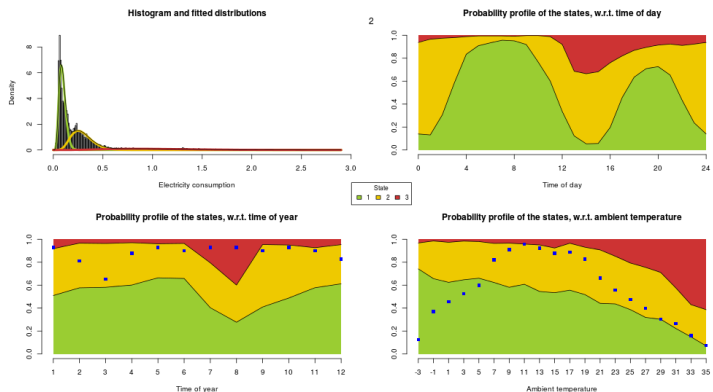 Histogram and fitted distributions
Density
0 2 4 6 8
0.0 0.5 1.0 1.5 2.0 2.5 3.0
Electricity consumption
2
Probability profile of the states, w.r.t. time of day
0.0 0.2 0.4 0.6 0.8 1.0
0 4 8 12 16 20 24
Time of day
State
1 2 3
Probability profile of the states, w.r.t. time of year
0.0 0.2 0.4 0.6 0.8 1.0
1 2 3 4 5 6 7 8 9 10 11 12
Time of year
Probability profile of the states, w.r.t. ambient temperature
0.0 0.2 0.4 0.6 0.8 1.0
-3 -1 1 3 5 7 9 11 13 15 17 19 21 23 25 27 29 31 33 35
Ambient temperature